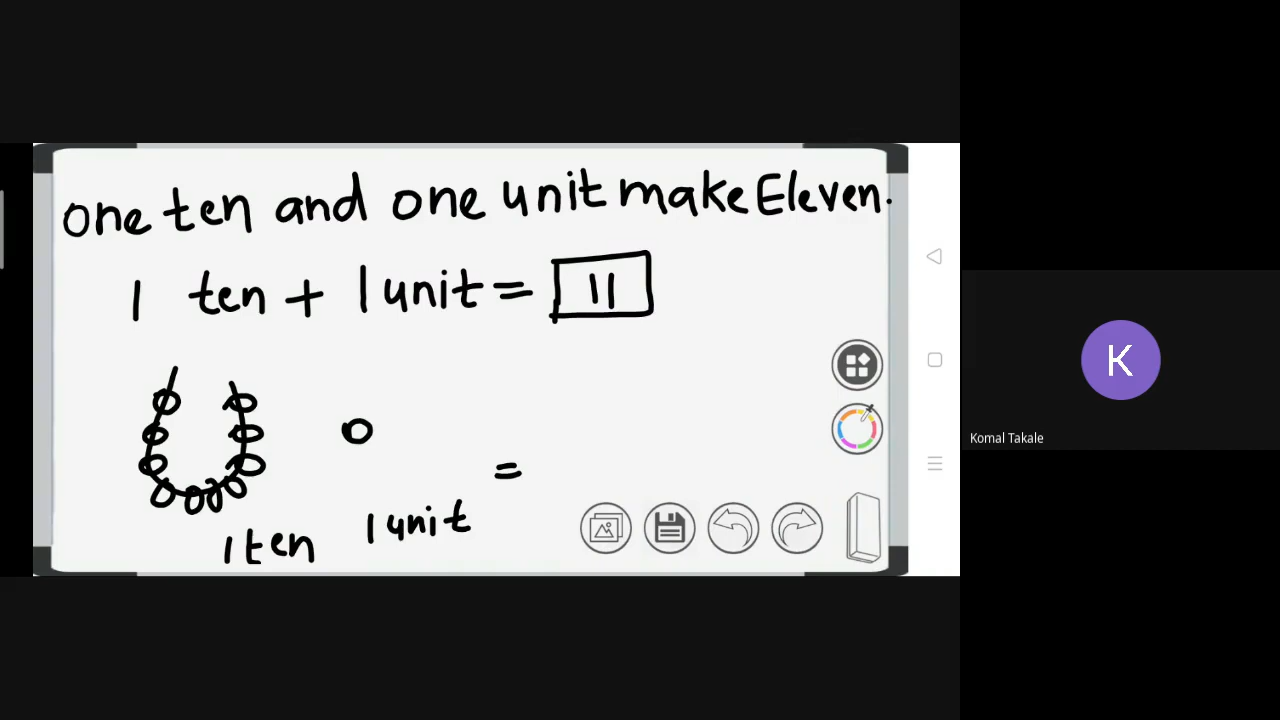 one ten and one unit make Eleven.
1 ten + 1 unit = 11
=
1 ten 1 unit
K
Komal Takale